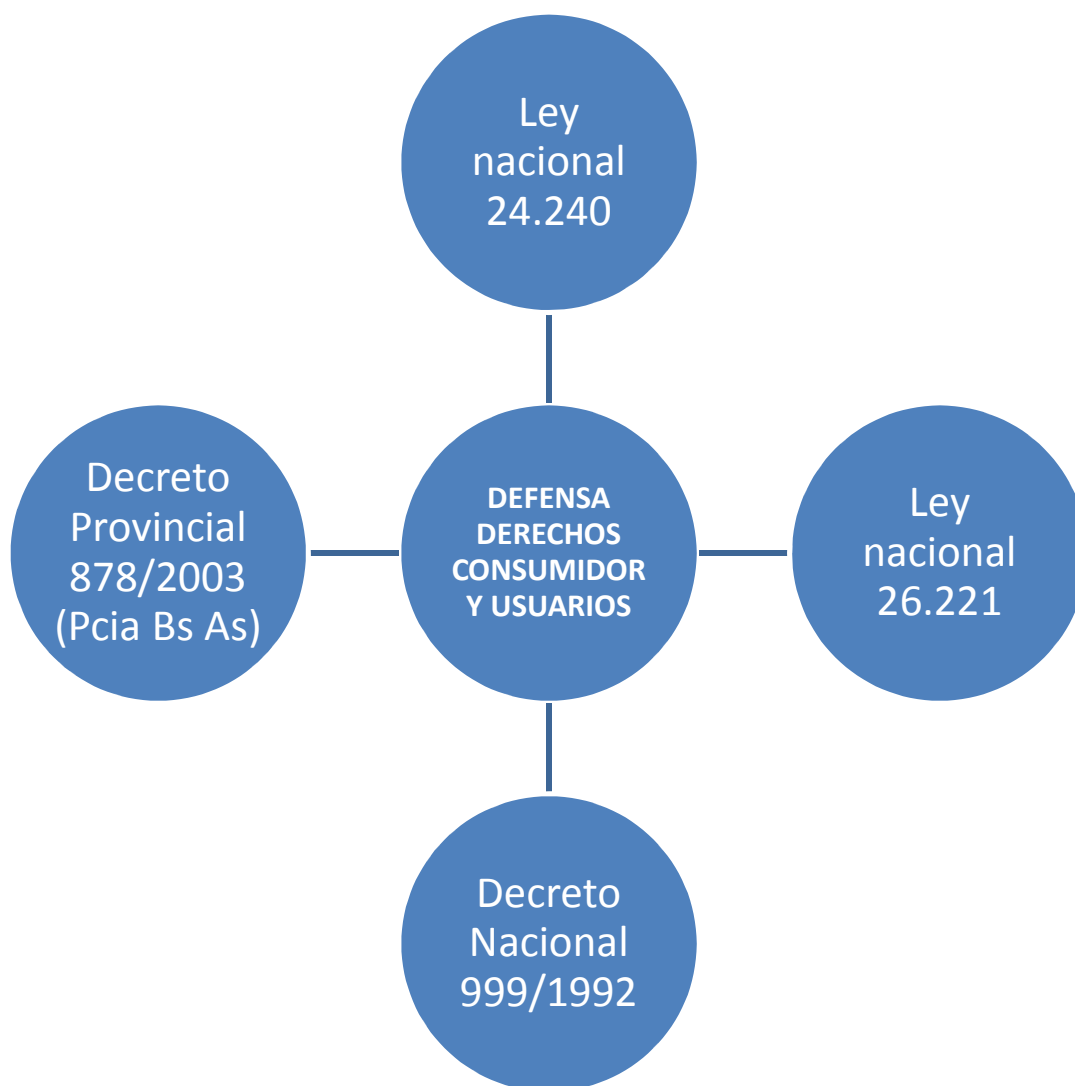 Ley
nacional
24.240
Decreto
Provincial
878/2003
(Pcia Bs As)
DEFENSA
DERECHOS
CONSUMIDOR
Y USUARIOS
Ley
nacional
26.221
Decreto
Nacional
999/1992